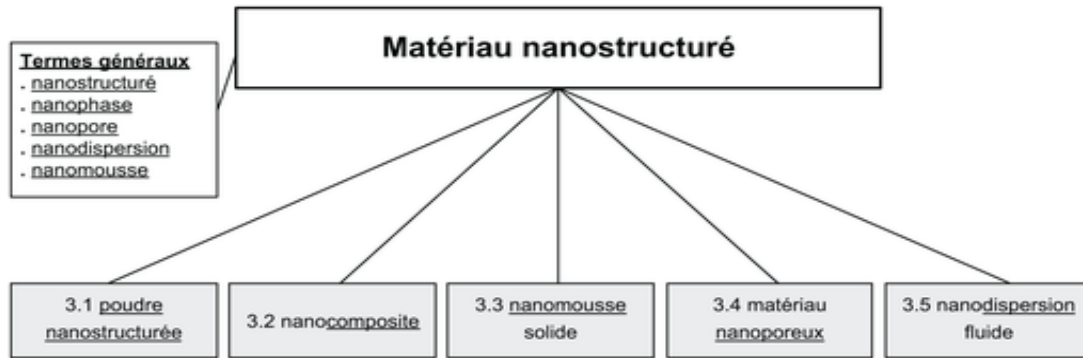 Matériau nanostructuré
Termes généraux
. nanostructuré
. nanophase
. nanopore
. nanodispersion
. nanomousse
3.1 poudre
nanostructurée
3.2 nanocomposite
3.3 nanomousse
solide
3.4 matériau
nanoporeux
3.5 nanodispersion
fluide